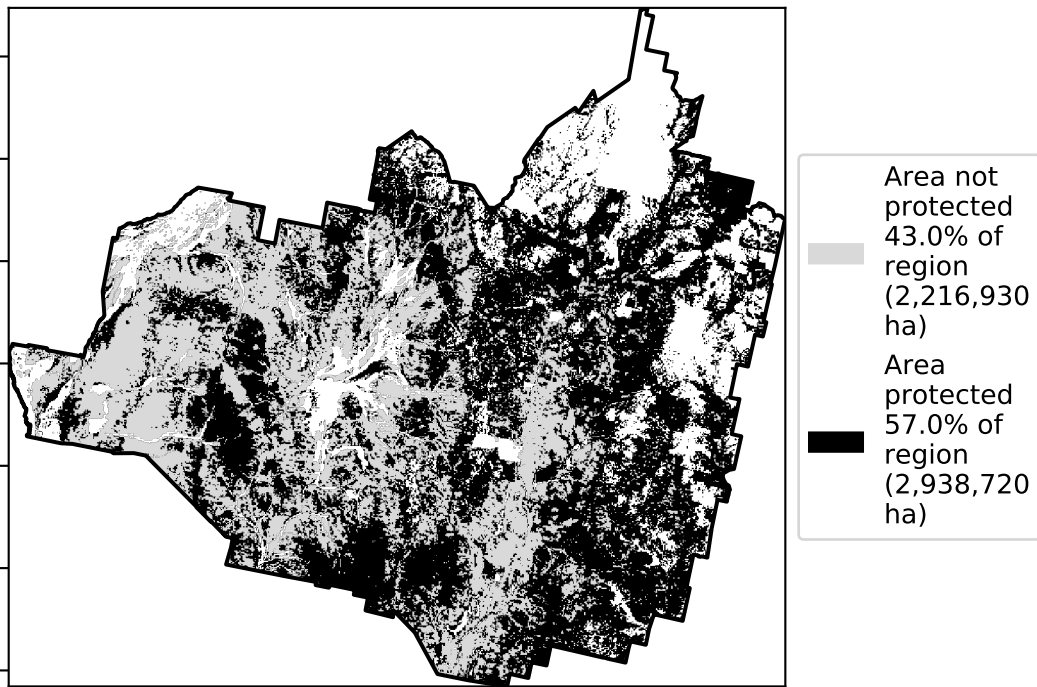 Area not
protected
43.0% of
region
(2,216,930
ha)
Area
protected
57.0% of
region
(2,938,720
ha)